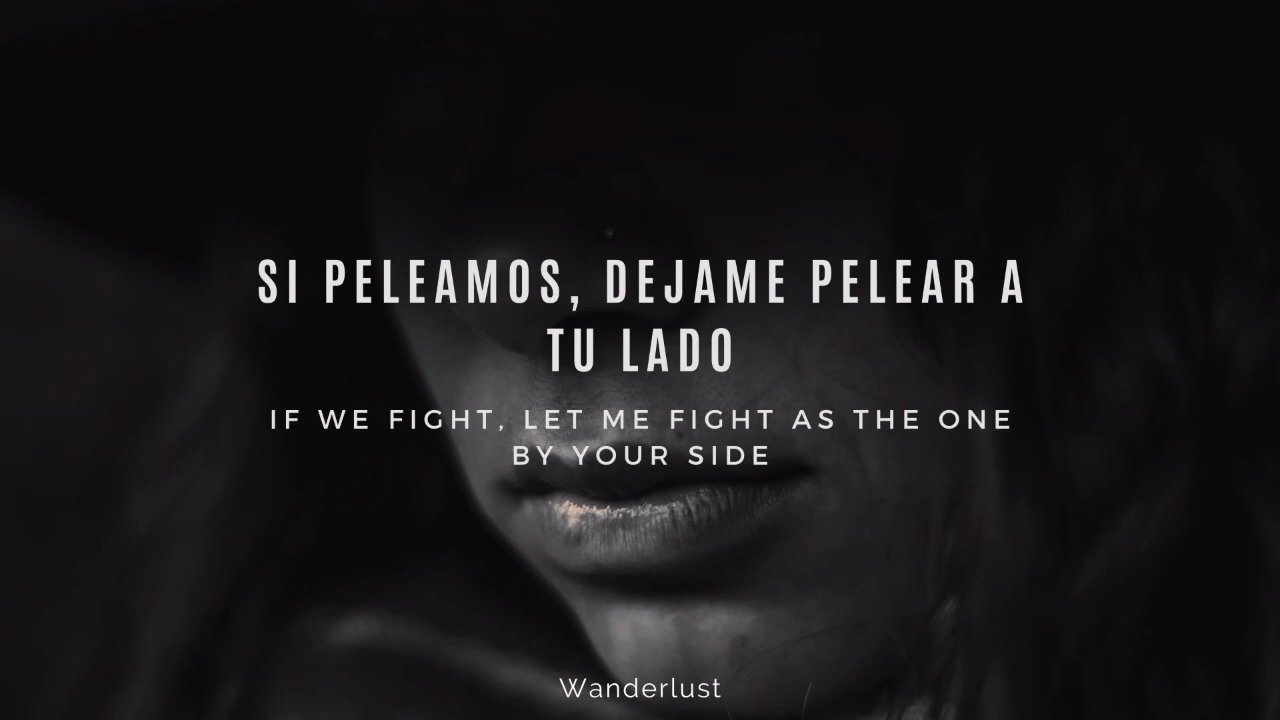 SI PELEAMOS, DEJAME PELEAR A
TU LADO
IF WE FIGHT, LET ME FIGHT AS THE ONE
BY YOUR SIDE
Wanderlust